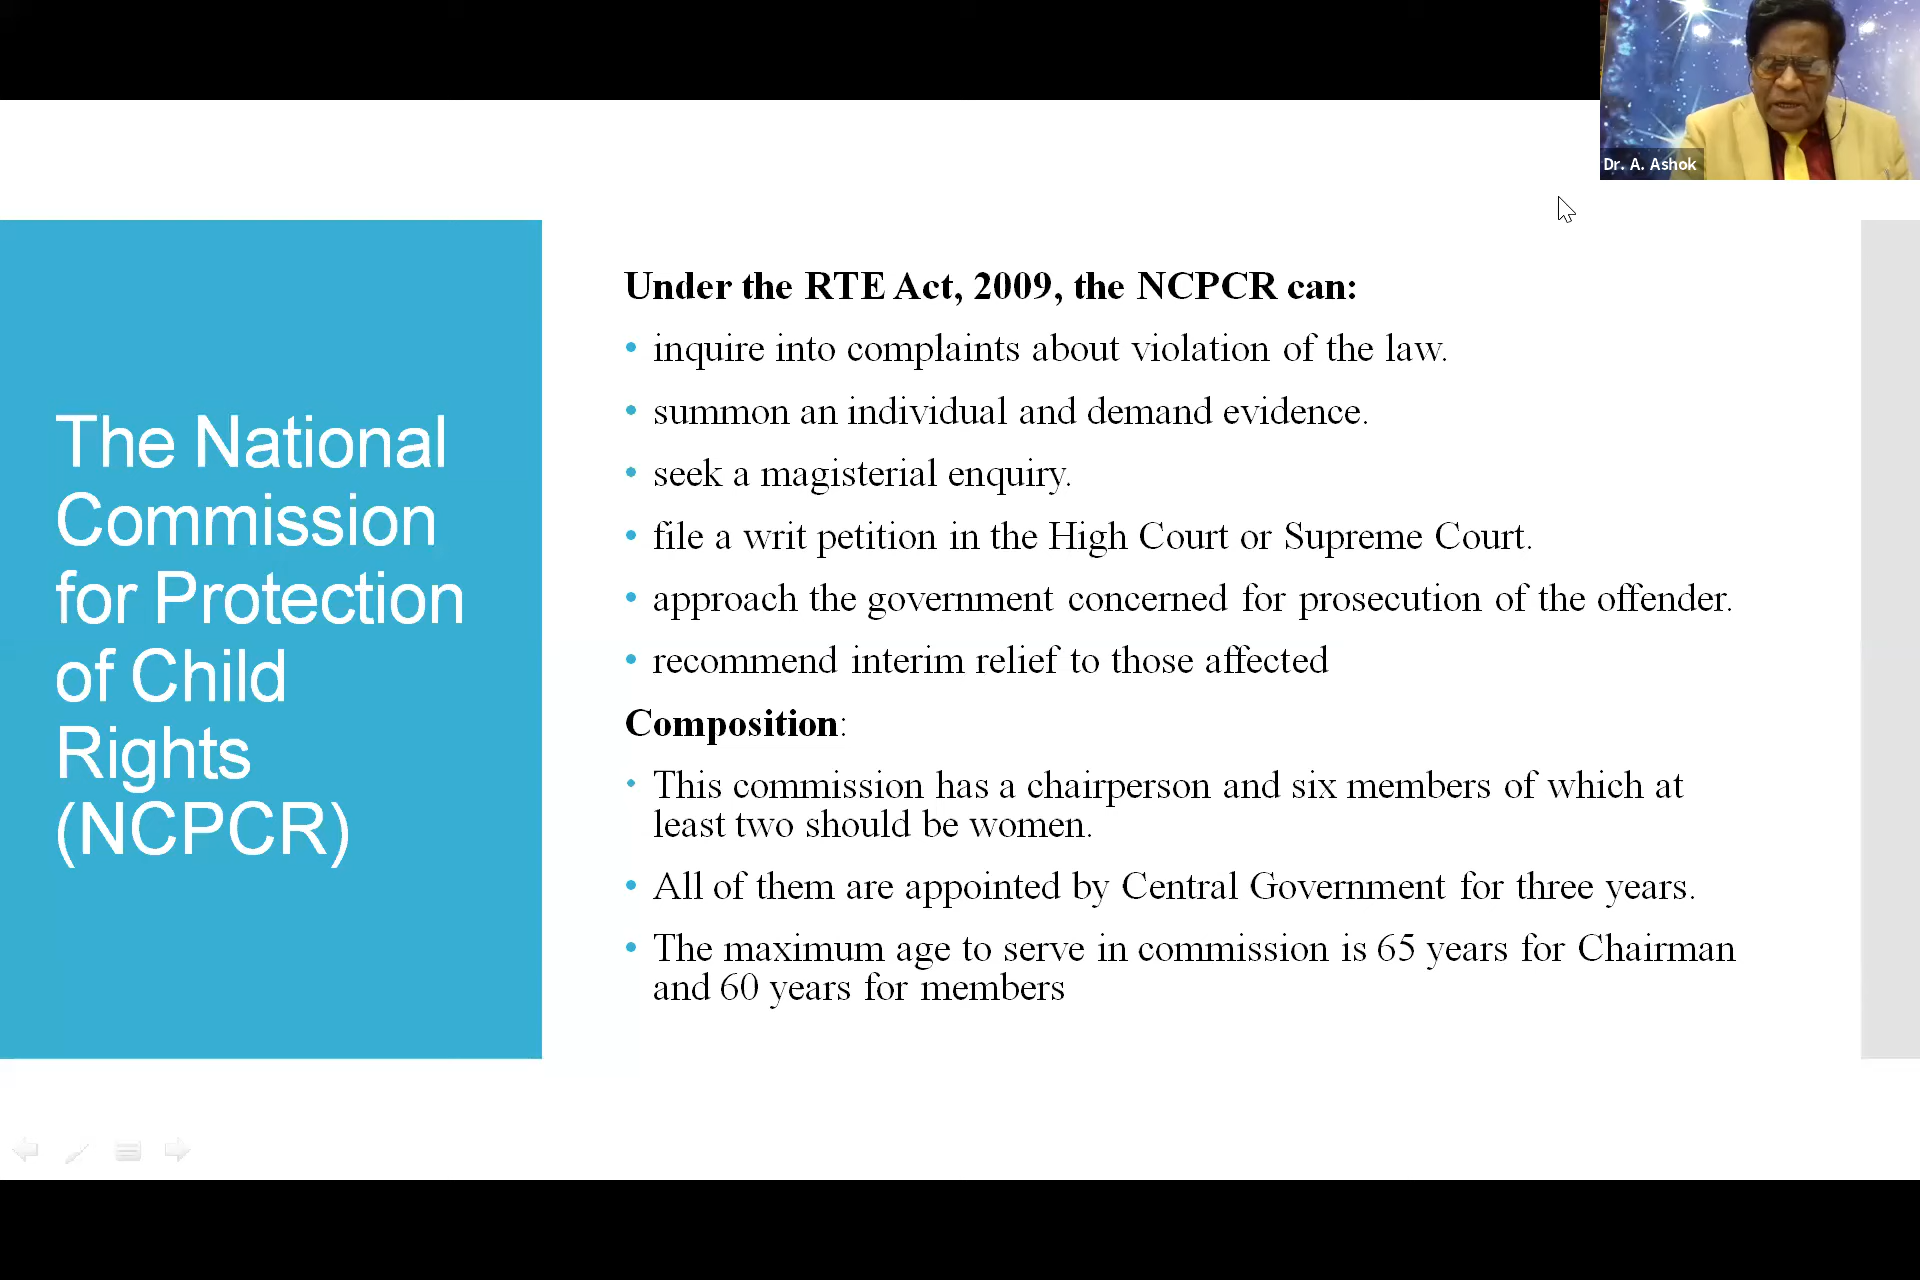 Dr. A. Ashok
The National
Commission
for Protection
of Child
Rights
(NCPCR)
Under the RTE Act, 2009, the NCPCR can:
• inquire into complaints about violation of the law.
• summon an individual and demand evidence.
• seek a magisterial enquiry.
• file a writ petition in the High Court or Supreme Court.
• approach the government concerned for prosecution of the offender.
• recommend interim relief to those affected
Composition:
• This commission has a chairperson and six members of which at
least two should be women.
• All of them are appointed by Central Government for three years.
• The maximum age to serve in commission is 65 years for Chairman
and 60 years for members